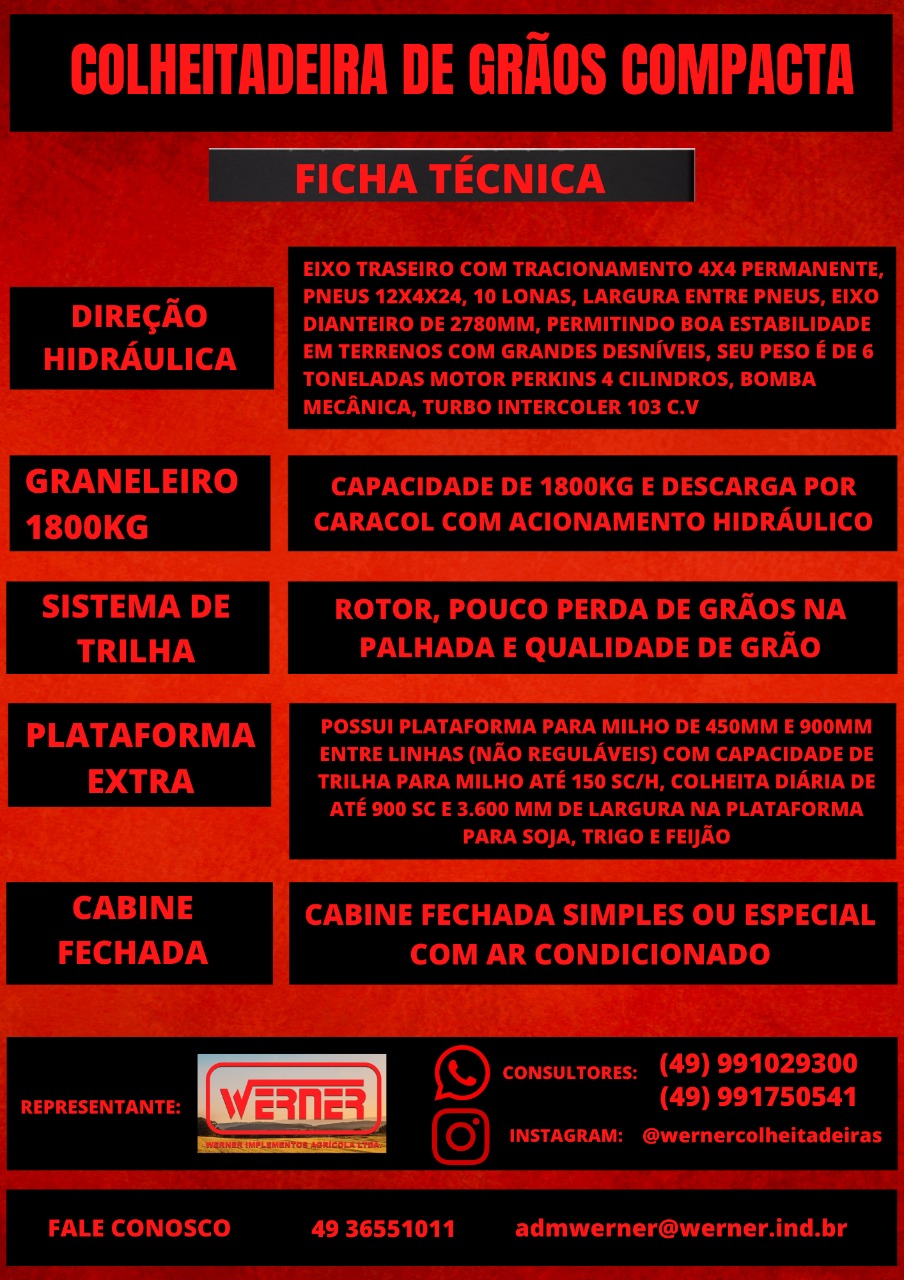 COLHEITADEIRA DE GRÃOS COMPACTA
FICHA TÉCNICA
DIREÇÃO
HIDRÁULICA
EIXO TRASEIRO COM TRACIONAMENTO 4X4 PERMANENTE,
PNEUS 12X4X24, 10 LONAS, LARGURA ENTRE PNEUS, EIXO
DIANTEIRO DE 2780MM, PERMITINDO BOA ESTABILIDADE
EM TERRENOS COM GRANDES DESNÍVEIS, SEU PESO É DE 6
TONELADAS MOTOR PERKINS 4 CILINDROS, BOMBA
MECÂNICA, TURBO INTERCOLER 103 C.V
GRANELEIRO
1800KG
CAPACIDADE DE 1800KG E DESCARGA POR
CARACOL COM ACIONAMENTO HIDRÁULICO
SISTEMA DE
TRILHA
ROTOR, POUCO PERDA DE GRÃOS NA
PALHADA E QUALIDADE DE GRÃO
PLATAFORMA
EXTRA
POSSUI PLATAFORMA PARA MILHO DE 450MM E 900MM
ENTRE LINHAS (NÃO REGULÁVEIS) COM CAPACIDADE DE
TRILHA PARA MILHO ATÉ 150 SC/H, COLHEITA DIÁRIA DE
ATÉ 900 SC E 3.600 MM DE LARGURA NA PLATAFORMA
PARA SOJA, TRIGO E FEIJÃO
CABINE
FECHADA
CABINE FECHADA SIMPLES OU ESPECIAL
COM AR CONDICIONADO
REPRESENTANTE:
WERNER
WERNER IMPLEMENTOS AGRÍCOLA LTDA.
CONSULTORES:
(49) 991029300
(49) 991750541
INSTAGRAM: @wernercolheitadeiras
FALE CONOSCO 49 36551011 admwerner@werner.ind.br